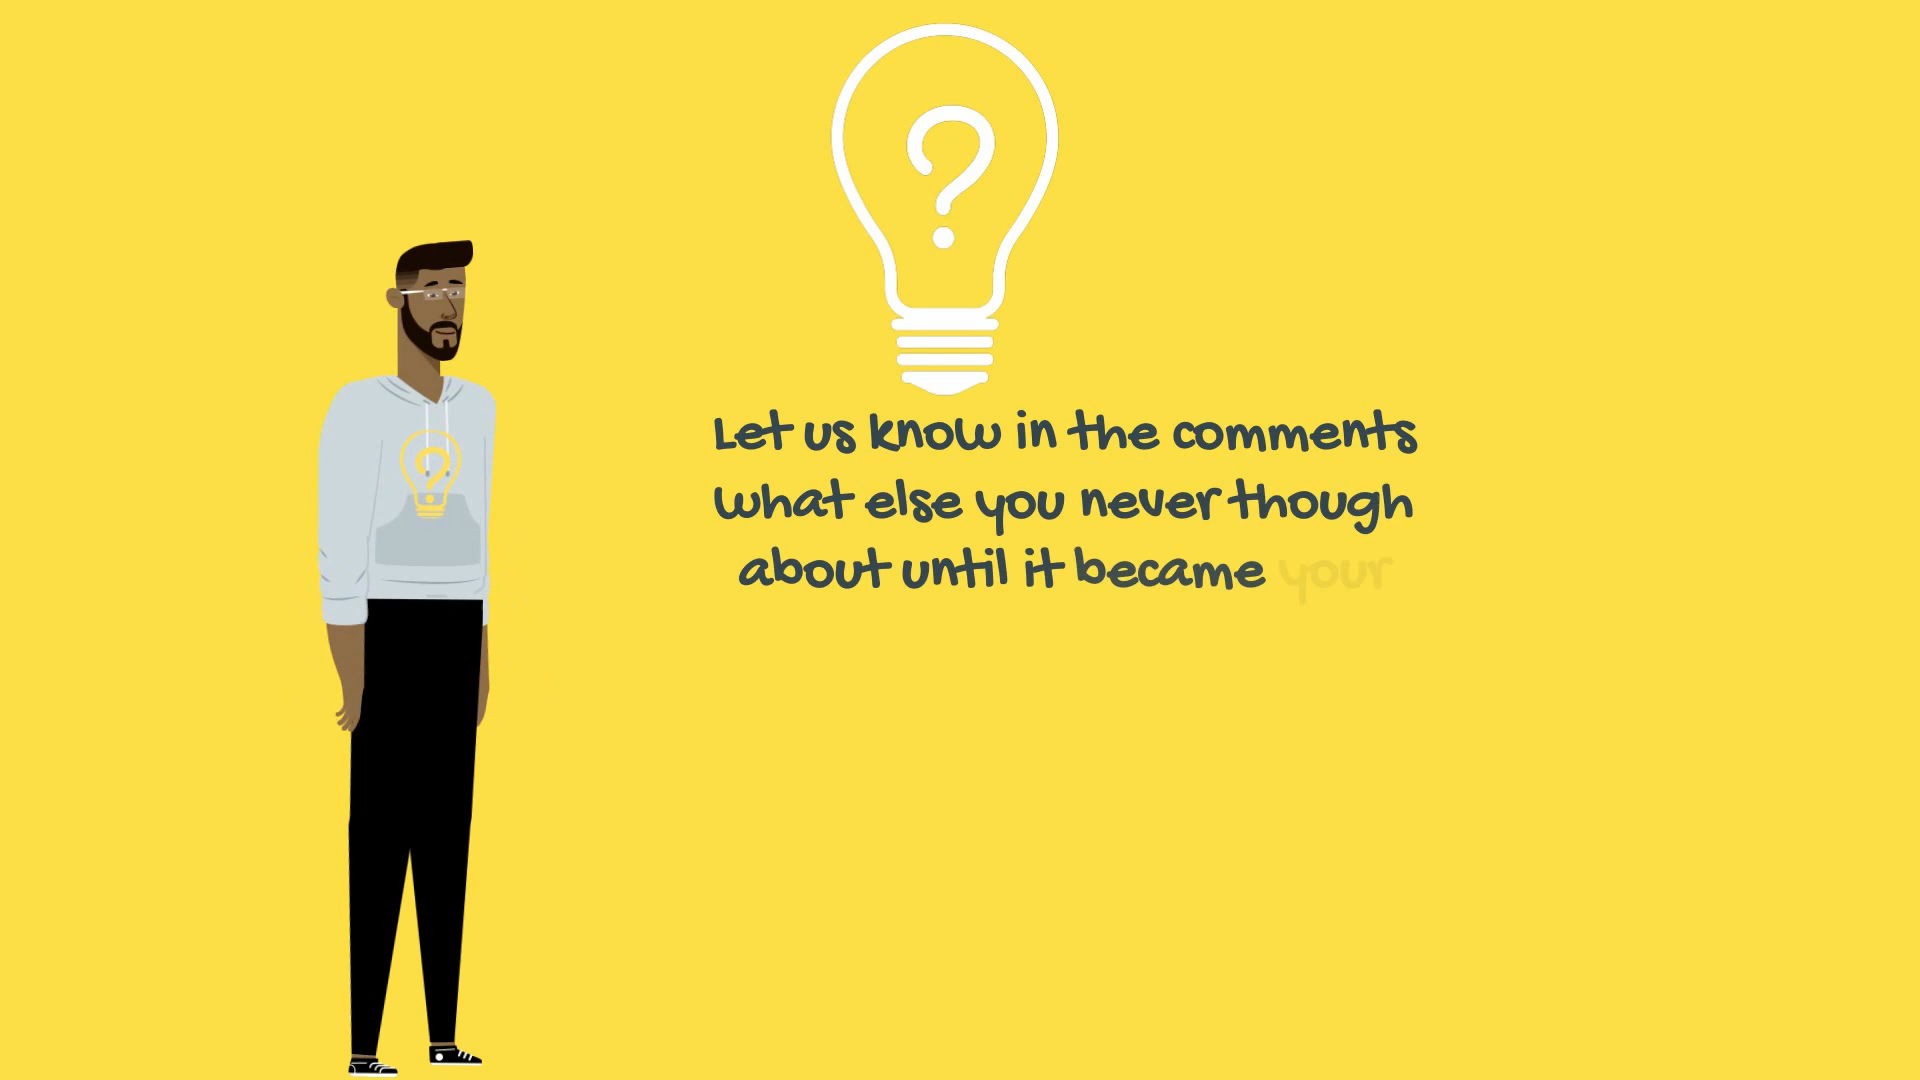 Let us know in the comments
what else you never though
about until it became your